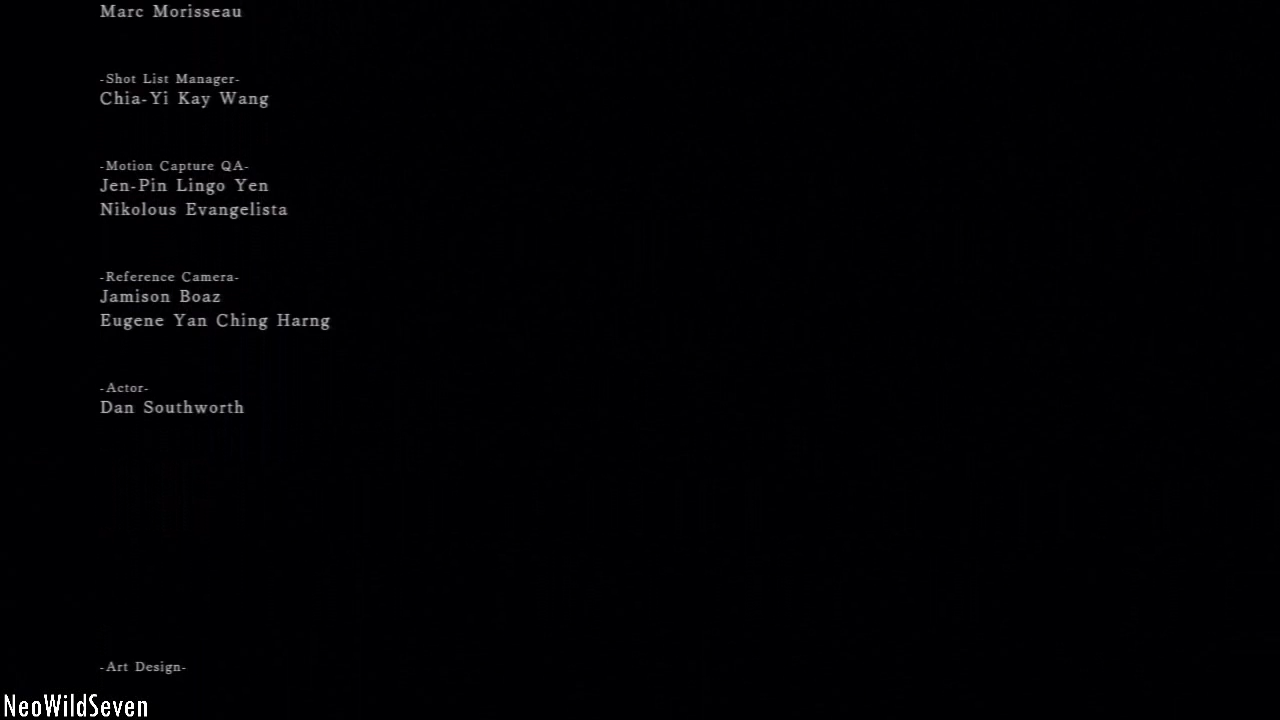 Marc Morisseau
-Shot List Manager-
Chia-Yi Kay Wang
-Motion Capture QA-
Jen-Pin Lingo Yen
Nikolous Evangelista
-Reference Camera-
Jamison Boaz
Eugene Yan Ching Harng
-Actor-
Dan Southworth
-Art Design-
NeoWildSeven